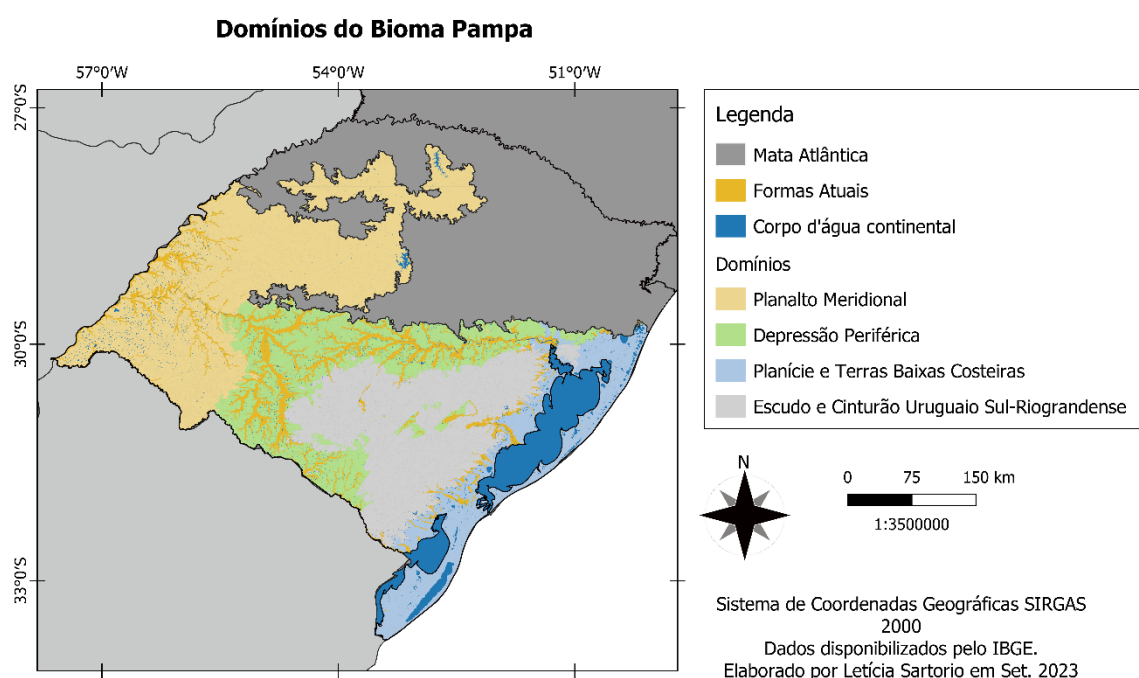 Domínios do Bioma Pampa
57°0'W
54°0'W
51°0'W
27°0'S
30°0'S
33°0'S
Legenda
Mata Atlântica
Formas Atuais
Corpo d'água continental
Domínios
Planalto Meridional
Depressão Periférica
Planície e Terras Baixas Costeiras
Escudo e Cinturão Uruguaio Sul-Riograndense
N
0 75 150 km
1:3500000
Sistema de Coordenadas Geográficas SIRGAS
2000
Dados disponibilizados pelo IBGE.
Elaborado por Letícia Sartorio em Set. 2023